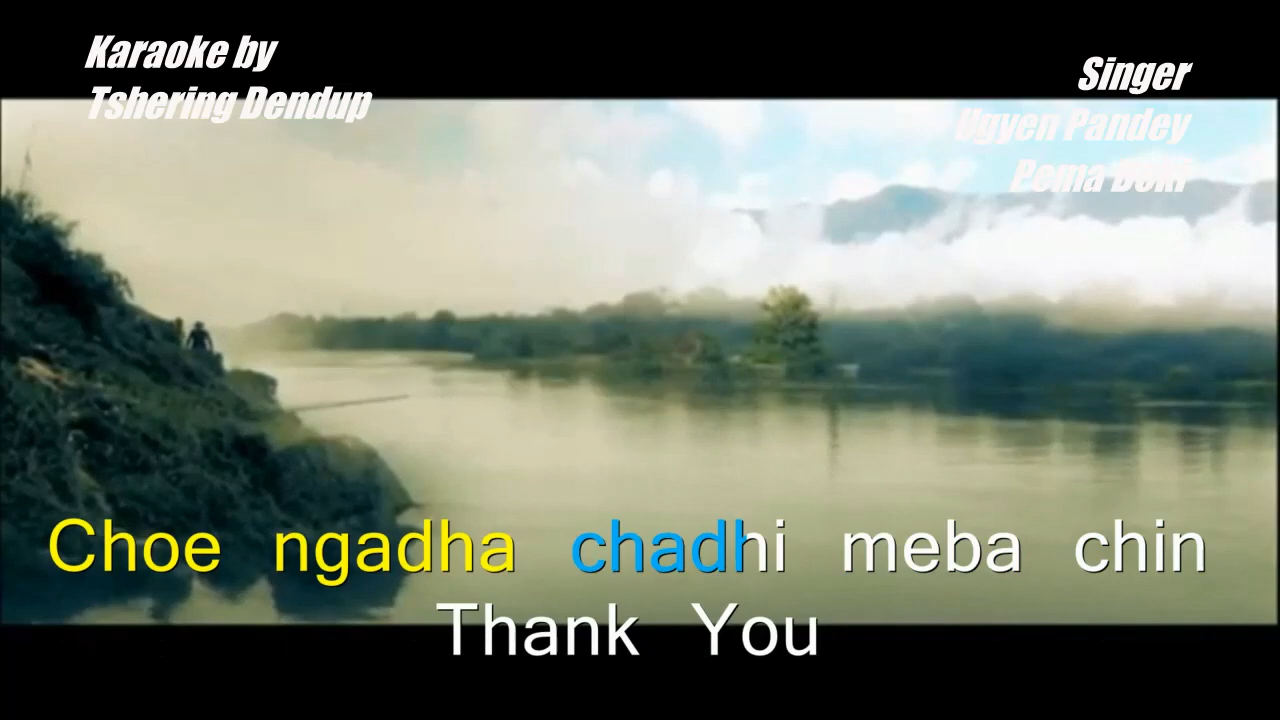 Karaoke by
Tshering Dendup
Singer
Ugyen Pandey
Pema Deki
Choe ngadha chadhi meba chin
Thank You